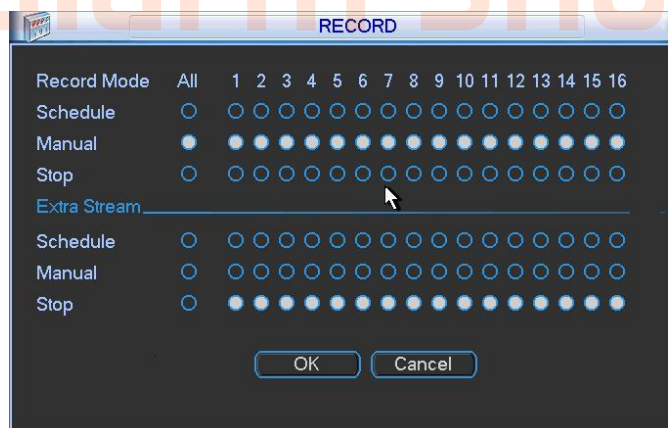 RECORD
Record Mode All 1 2 3 4 5 6 7 8 9 10 11 12 13 14 15 16
Schedule
Manual
Stop
Extra Stream
Schedule
Manual
Stop
OK Cancel